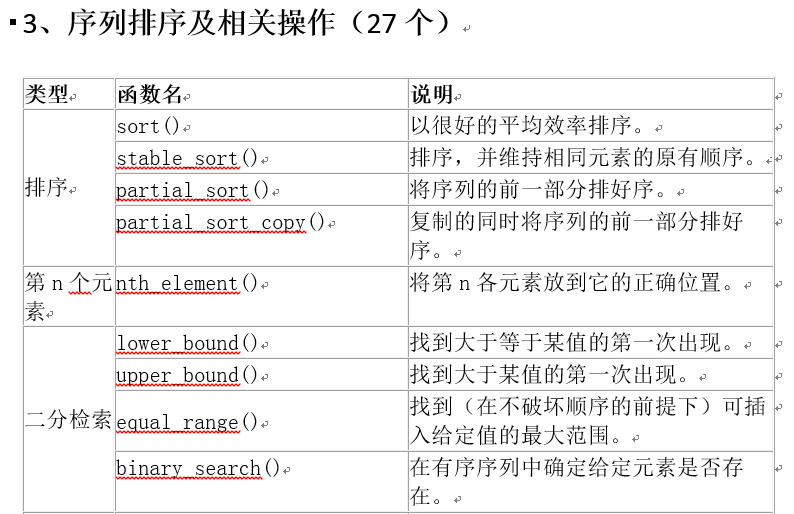 ▪3、序列排序及相关操作（27 个）
类型 函数名 说明
排序
sort() 以很好的平均效率排序。
stable_sort() 排序，并维持相同元素的原有顺序。
partial_sort() 将序列的前一部分排好序。
partial_sort_copy() 复制的同时将序列的前一部分排好
序。
第 n 个元
素
nth_element() 将第 n 各元素放到它的正确位置。
二分检索
lower_bound() 找到大于等于某值的第一次出现。
upper_bound() 找到大于某值的第一次出现。
equal_range() 找到（在不破坏顺序的前提下）可插
入给定值的最大范围。
binary_search() 在有序序列中确定给定元素是否存
在。